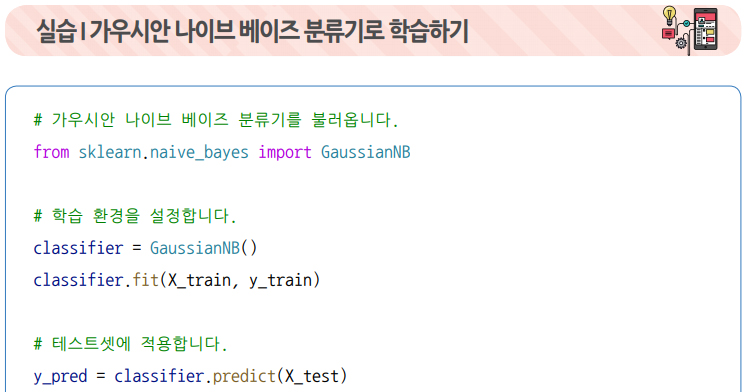 실습 | 가우시안 나이브 베이즈 분류기로 학습하기
# 가우시안 나이브 베이즈 분류기를 불러옵니다.
from sklearn.naive_bayes import GaussianNB
# 학습 환경을 설정합니다.
classifier = GaussianNB()
classifier.fit(X_train, y_train)
# 테스트셋에 적용합니다.
y_pred = classifier.predict(X_test)